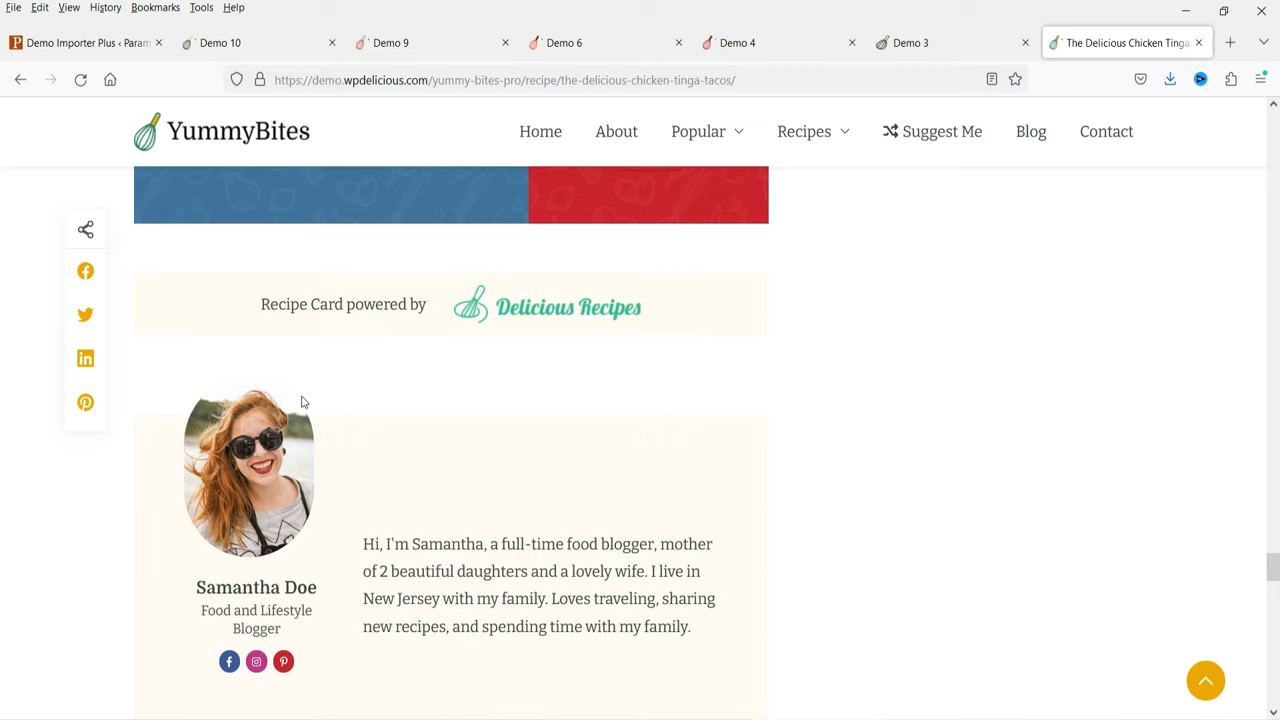 File Edit View History Bookmarks Tools Help
Demo Importer Plus ‹ Param
Demo 10
Demo 9
Demo 6
Demo 4
Demo 3
The Delicious Chicken Tinga
https://demo.wpdelicious.com/yummy-bites-pro/recipe/the-delicious-chicken-tinga-tacos/
YummyBites
Home About Popular Recipes Suggest Me Blog Contact
Recipe Card powered by Delicious Recipes
Hi, I'm Samantha, a full-time food blogger, mother
of 2 beautiful daughters and a lovely wife. I live in
New Jersey with my family. Loves traveling, sharing
new recipes, and spending time with my family.
Samantha Doe
Food and Lifestyle
Blogger